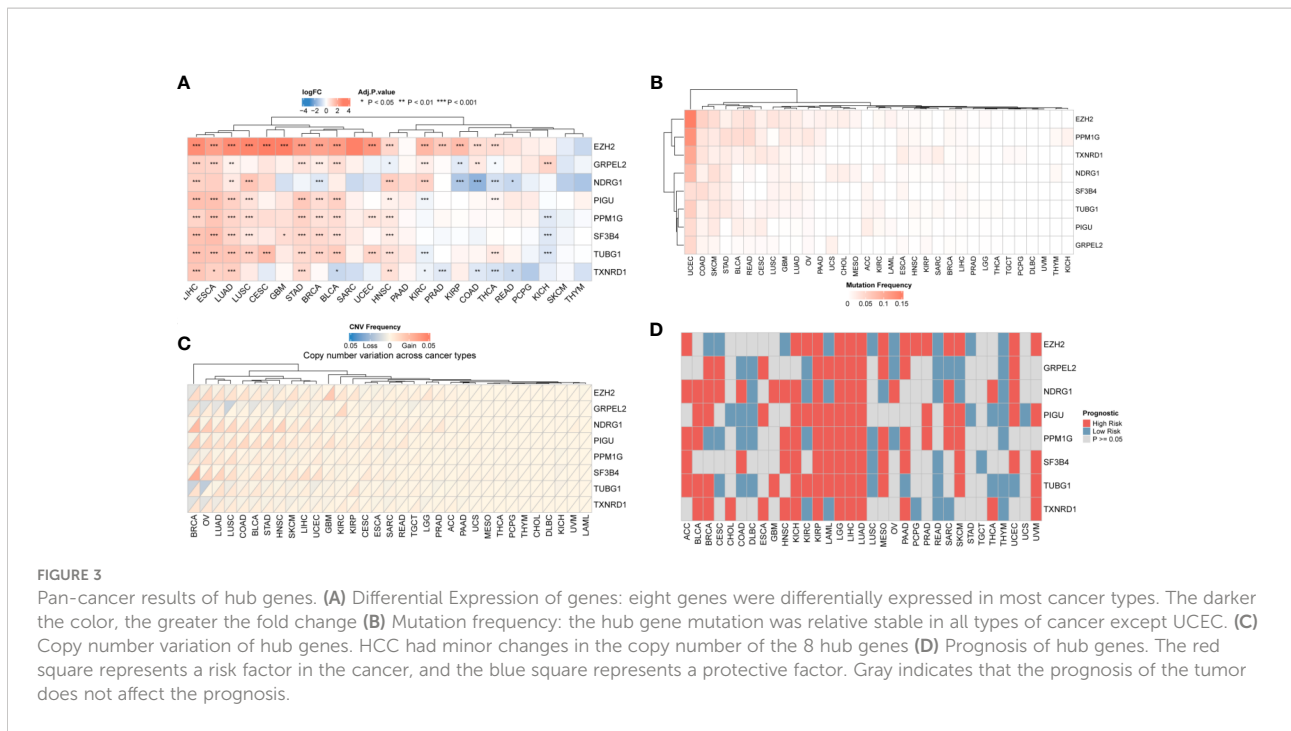 A
logFC
−4 −2 0 2 4
Adj.P.value
* P < 0.05 ** P < 0.01 *** P < 0.001
EZH2
GRPEL2
NDRG1
PIGU
PPM1G
SF3B4
TUBG1
TXNRD1
LIHC ESCA LUAD LUSC CESC GBM STAD BRCA BLCA SARC UCEC HNSC PAAD KIRC PRAD KIRP COAD THCA READ PCPG KICH SKCM THYM
B
EZH2
PPM1G
TXNRD1
NDRG1
SF3B4
TUBG1
PIGU
GRPEL2
UCEC COAD SKCM STAD BLCA READ CESC LUSC GBM LUAD OV PAAD UCS CHOL MESO ACC KIRC LAML ESCA HNSC KIRP SARC BRCA LIHC PRAD LGG THCA TGCT PCPG DLBC UVM THYM KICH
Mutation Frequency
0 0.05 0.1 0.15
C
CNV Frequency
0.05 Loss 0 Gain 0.05
Copy number variation across cancer types
EZH2
GRPEL2
NDRG1
PIGU
PPM1G
SF3B4
TUBG1
TXNRD1
BRCA OV LUAD LUSC COAD BLCA STAD HNSC SKCM LIHC UCEC GBM KIRC KIRP CESC ESCA SARC READ TGCT LGG PRAD ACC PAAD UCS MESO THCA PCPG THYM CHOL DLBC KICH UVM LAML
D
EZH2
GRPEL2
NDRG1
PIGU
PPM1G
SF3B4
TUBG1
TXNRD1
Prognostic
High Risk
Low Risk
P >= 0.05
ACC BLCA BRCA CESC CHOL COAD DLBC ESCA GBM HNSC KICH KIRC KIRP LAML LGG LIHC LUAD LUSC MESO OV PAAD PCPG PRAD READ SARC SKCM STAD TGCT THCA THYM UCEC UCS UVM
FIGURE 3
Pan-cancer results of hub genes. (A) Differential Expression of genes: eight genes were differentially expressed in most cancer types. The darker
the color, the greater the fold change (B) Mutation frequency: the hub gene mutation was relative stable in all types of cancer except UCEC. (C)
Copy number variation of hub genes. HCC had minor changes in the copy number of the 8 hub genes (D) Prognosis of hub genes. The red
square represents a risk factor in the cancer, and the blue square represents a protective factor. Gray indicates that the prognosis of the tumor
does not affect the prognosis.